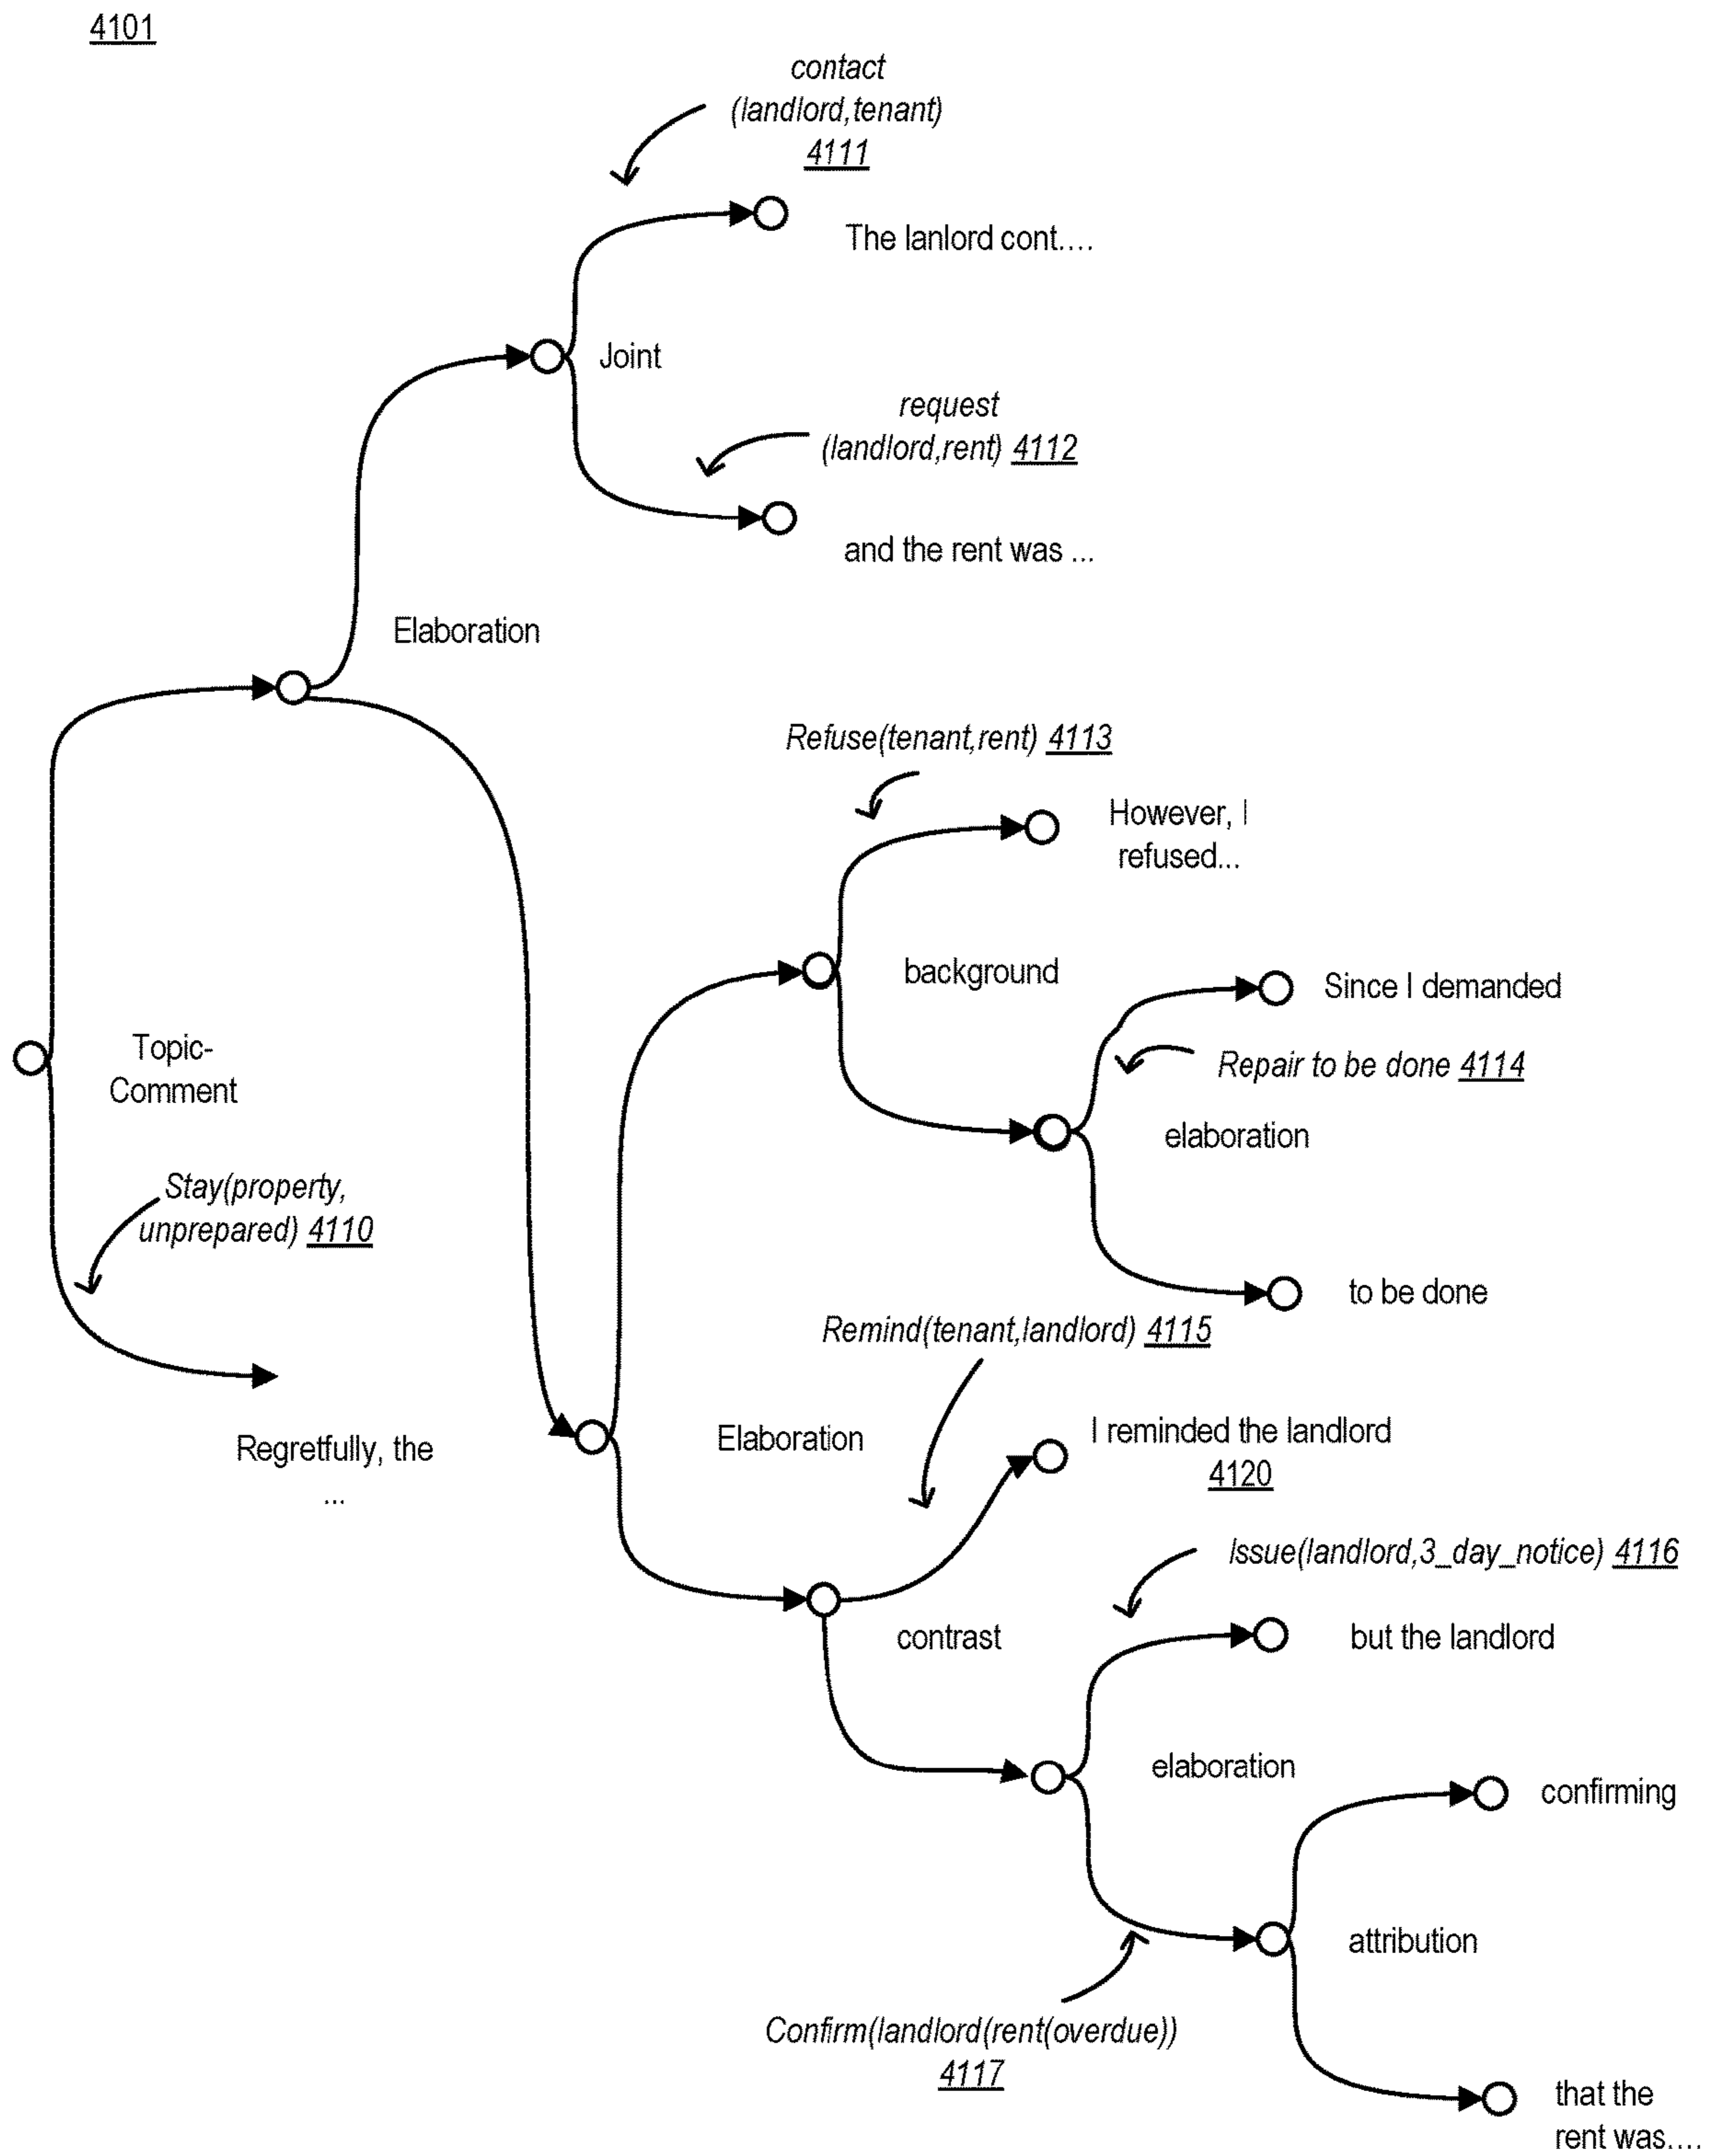 4101
contact
(landlord,tenant)
4111
The lanlord cont....
Joint
request
(landlord,rent) 4112
and the rent was ...
Elaboration
Refuse(tenant,rent) 4113
However, I
refused...
background
Since I demanded
Topic-
Comment
Repair to be done 4114
elaboration
Stay(property,
unprepared) 4110
to be done
Remind(tenant,landlord) 4115
Regretfully, the
...
Elaboration
I reminded the landlord
4120
Issue(landlord,3_day_notice) 4116
but the landlord
contrast
elaboration
confirming
attribution
Confirm(landlord(rent(overdue))
4117
that the
rent was....